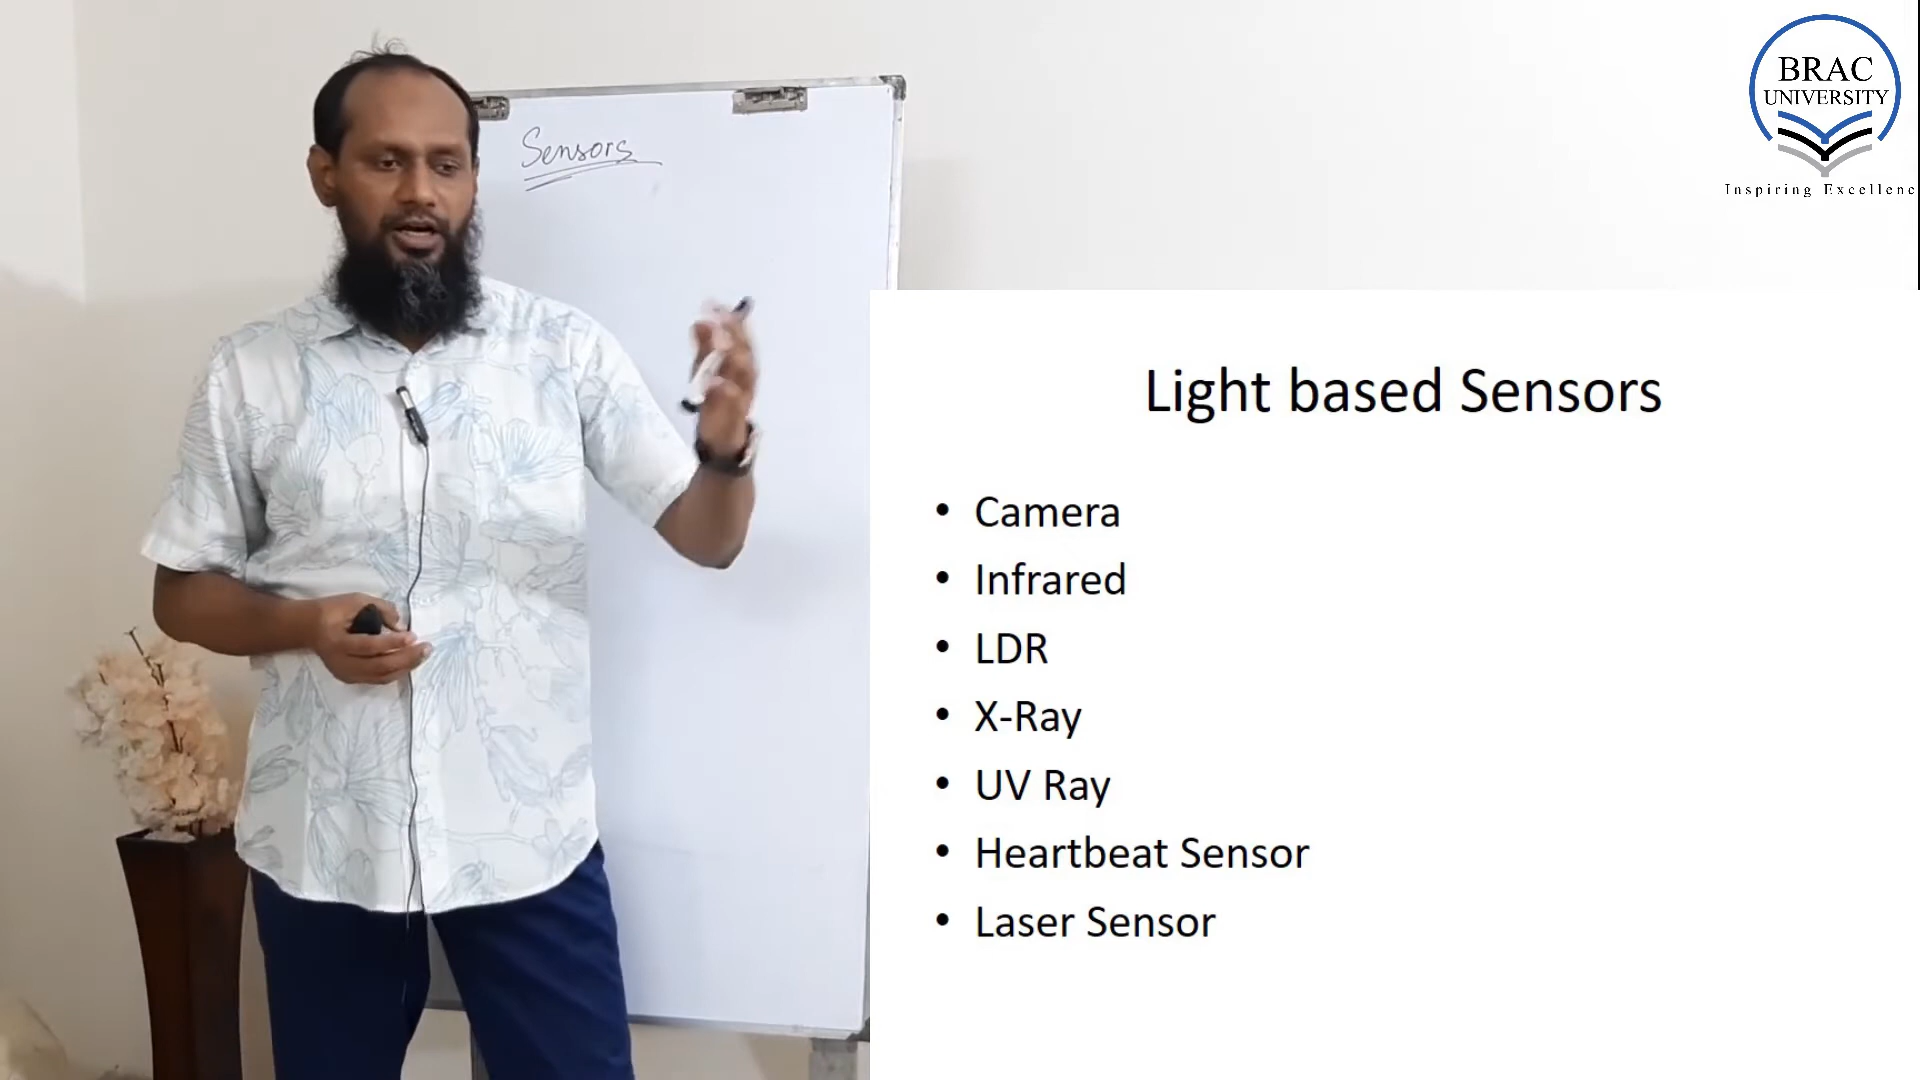 Sensors
BRAC
UNIVERSITY
Inspiring Excellenc
Light based Sensors
• Camera
• Infrared
• LDR
• X-Ray
• UV Ray
• Heartbeat Sensor
• Laser Sensor